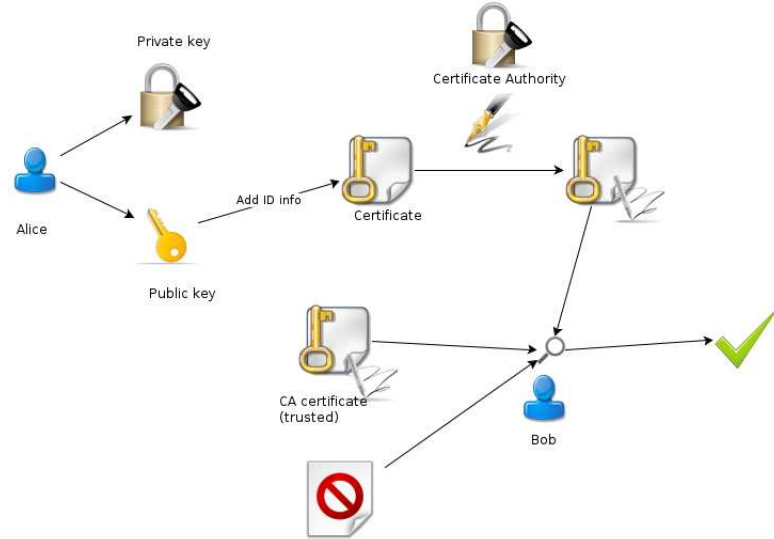 Private key
Certificate Authority
Alice
Add ID info
Certificate
Public key
CA certificate
(trusted)
Bob